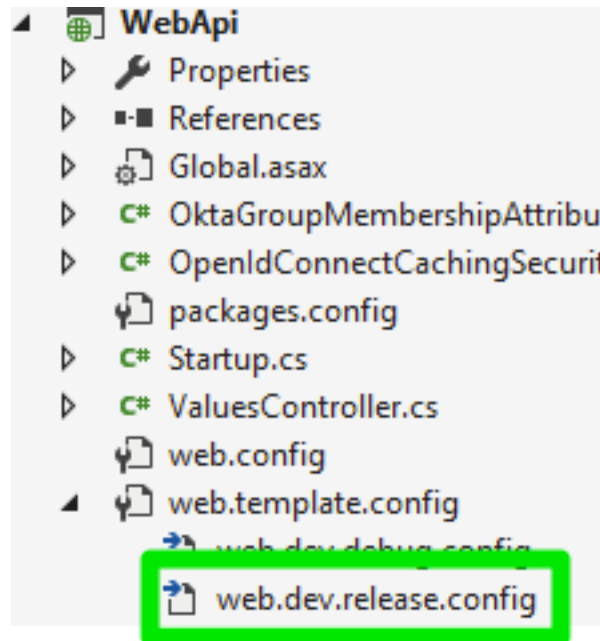 WebApi
Properties
References
Global.asax
C# OktaGroupMembershipAttribu
C# OpenIdConnectCachingSecurit
packages.config
C# Startup.cs
C# ValuesController.cs
web.config
web.template.config
web.dev.debug.config
web.dev.release.config